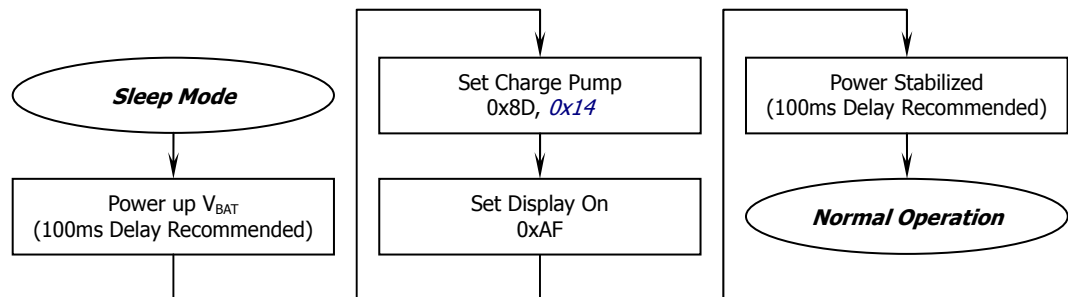 Sleep Mode
Power up VBAT
(100ms Delay Recommended)
Set Charge Pump
0x8D, 0x14
Set Display On
0xAF
Power Stabilized
(100ms Delay Recommended)
Normal Operation